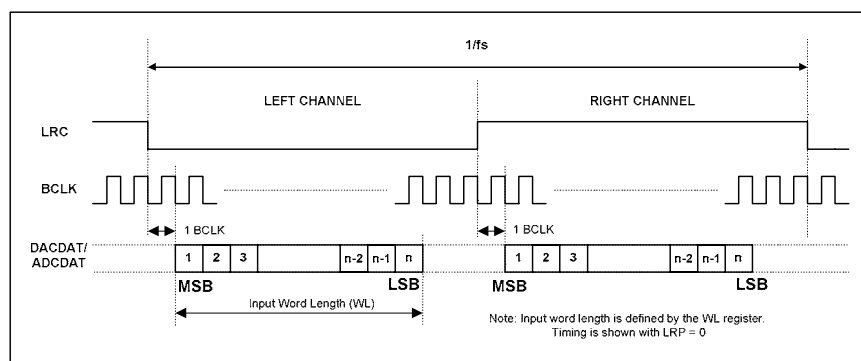 1/fs
LEFT CHANNEL RIGHT CHANNEL
LRC
BCLK
1 BCLK 1 BCLK
DACDAT/
ADCDAT
1 2 3 n-2 n-1 n 1 2 3 n-2 n-1 n
MSB LSB MSB LSB
Input Word Length (WL)
Note: Input word length is defined by the WL register.
Timing is shown with LRP = 0